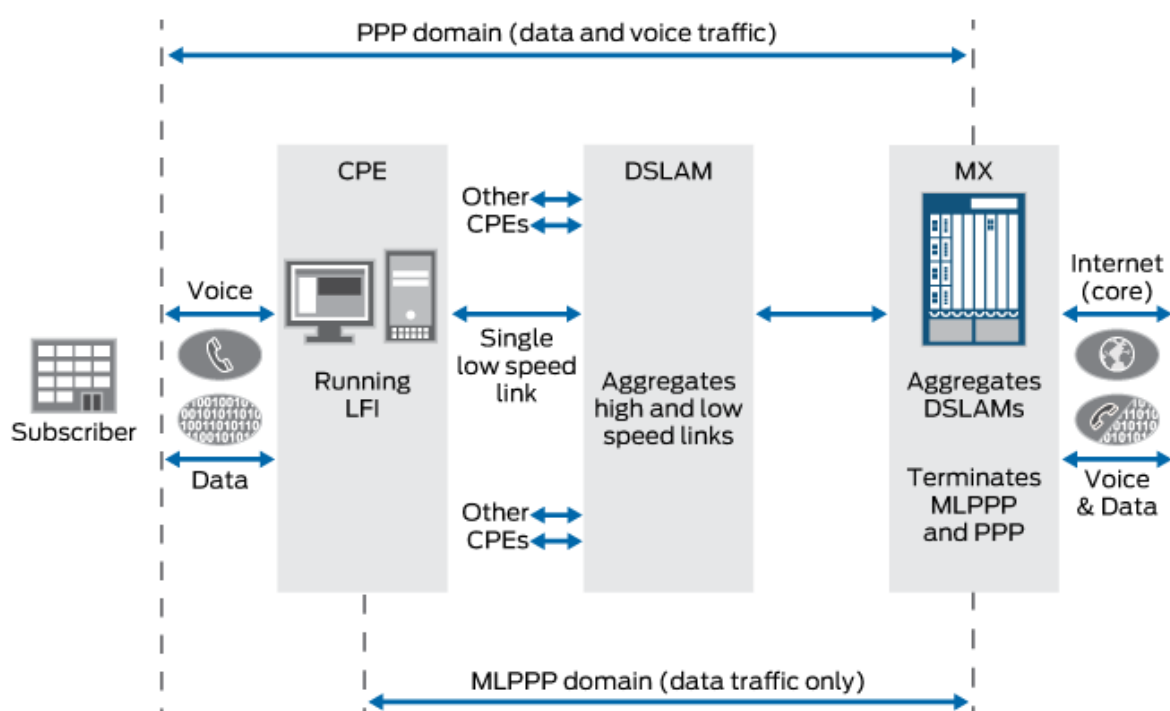 PPP domain (data and voice traffic)
CPE
DSLAM
MX
Other
CPEs
Voice
Internet
(core)
Single
low speed
link
Running
LFI
Aggregates
high and low
speed links
Aggregates
DSLAMs
Subscriber
Data
Terminates
MLPPP
and PPP
Voice
& Data
Other
CPEs
MLPPP domain (data traffic only)